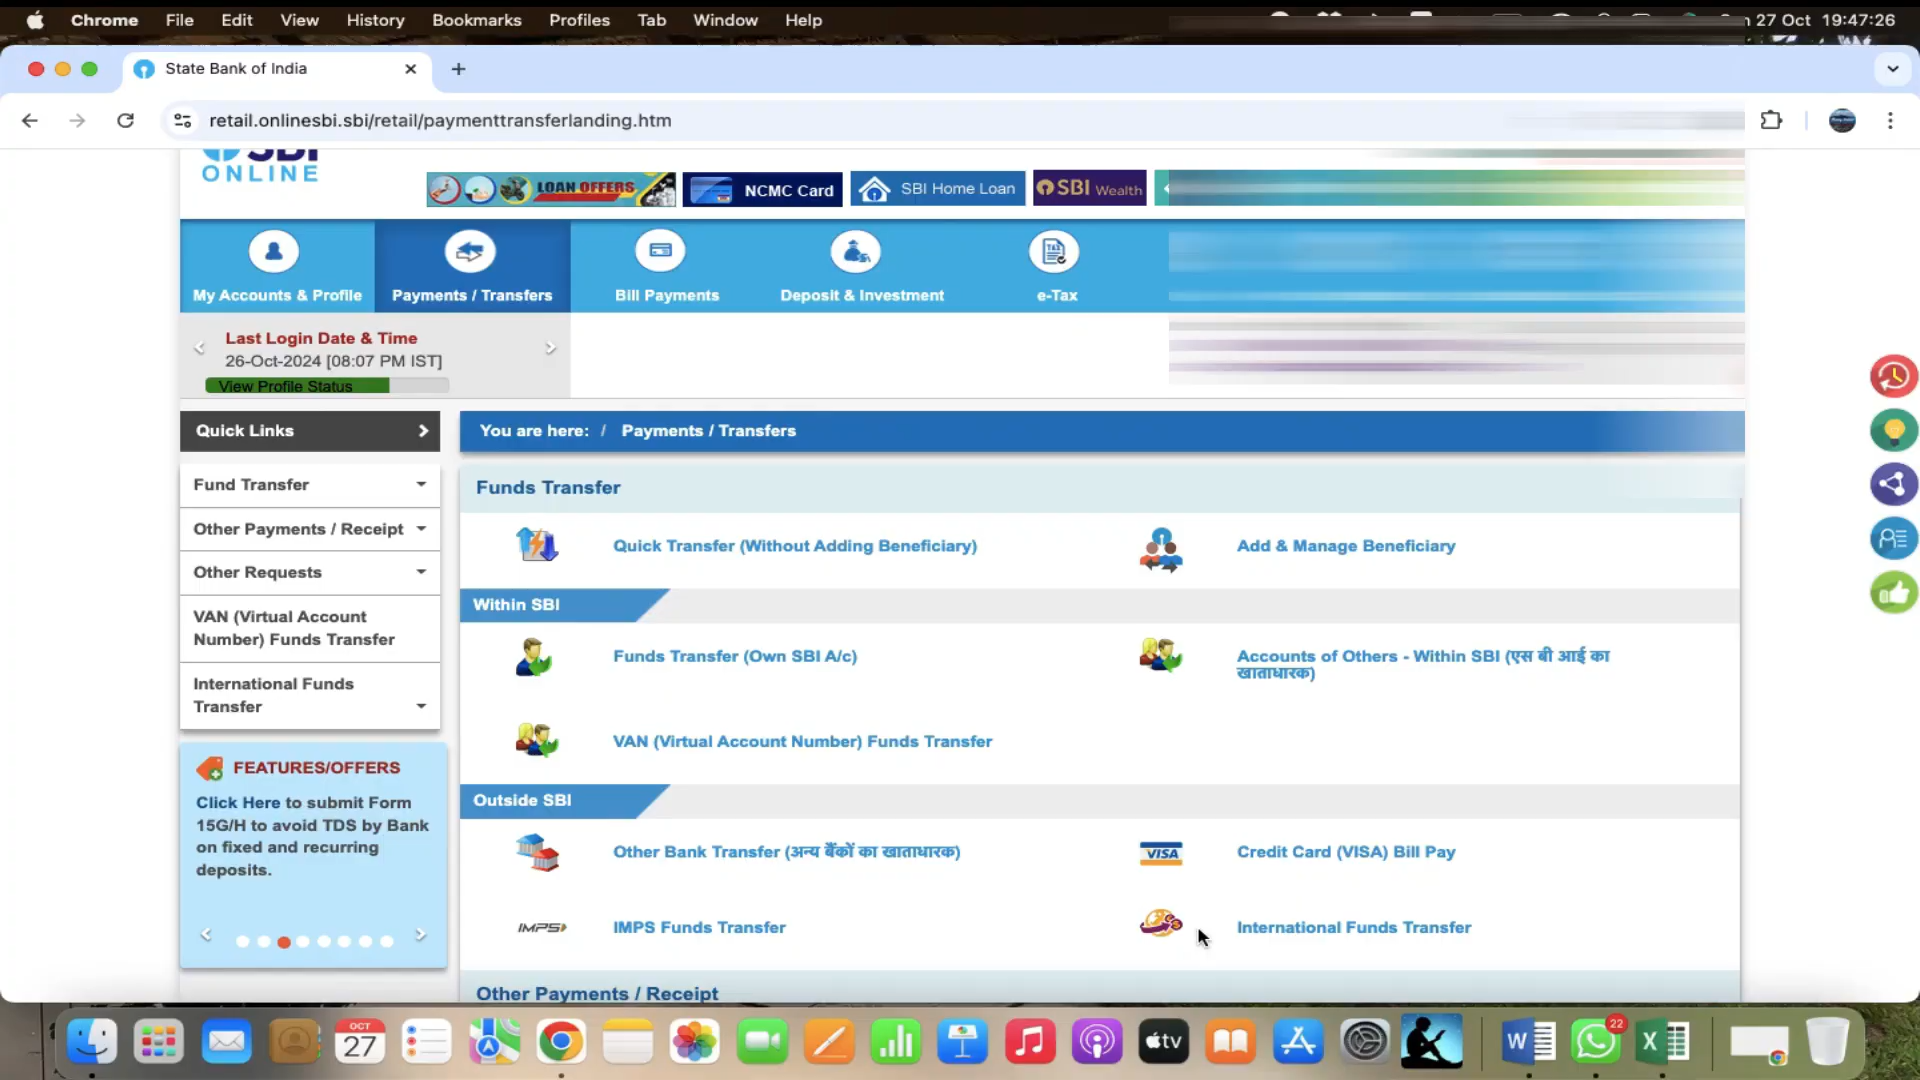 Chrome File Edit View History Bookmarks Profiles Tab Window Help 27 Oct 19:47:26
State Bank of India
retail.onlinesbi.sbi/retail/paymenttransferlanding.htm
SBI
ONLINE
LOAN OFFERS
NCMC Card
SBI Home Loan
SBI Wealth
My Accounts & Profile
Payments / Transfers
Bill Payments
Deposit & Investment
TAX
e-Tax
Last Login Date & Time
26-Oct-2024 [08:07 PM IST]
View Profile Status
Quick Links
You are here: / Payments / Transfers
Fund Transfer
Other Payments / Receipt
Other Requests
VAN (Virtual Account
Number) Funds Transfer
International Funds
Transfer
FEATURES/OFFERS
Click Here to submit Form
15G/H to avoid TDS by Bank
on fixed and recurring
deposits.
Funds Transfer
Quick Transfer (Without Adding Beneficiary)
Add & Manage Beneficiary
Within SBI
Funds Transfer (Own SBI A/c)
Accounts of Others - Within SBI (एस बी आई का
खाताधारक)
VAN (Virtual Account Number) Funds Transfer
Outside SBI
Other Bank Transfer (अन्य बैंकों का खाताधारक)
VISA
Credit Card (VISA) Bill Pay
IMPS
IMPS Funds Transfer
International Funds Transfer
Other Payments / Receipt
OCT
27
tv
W
22
X